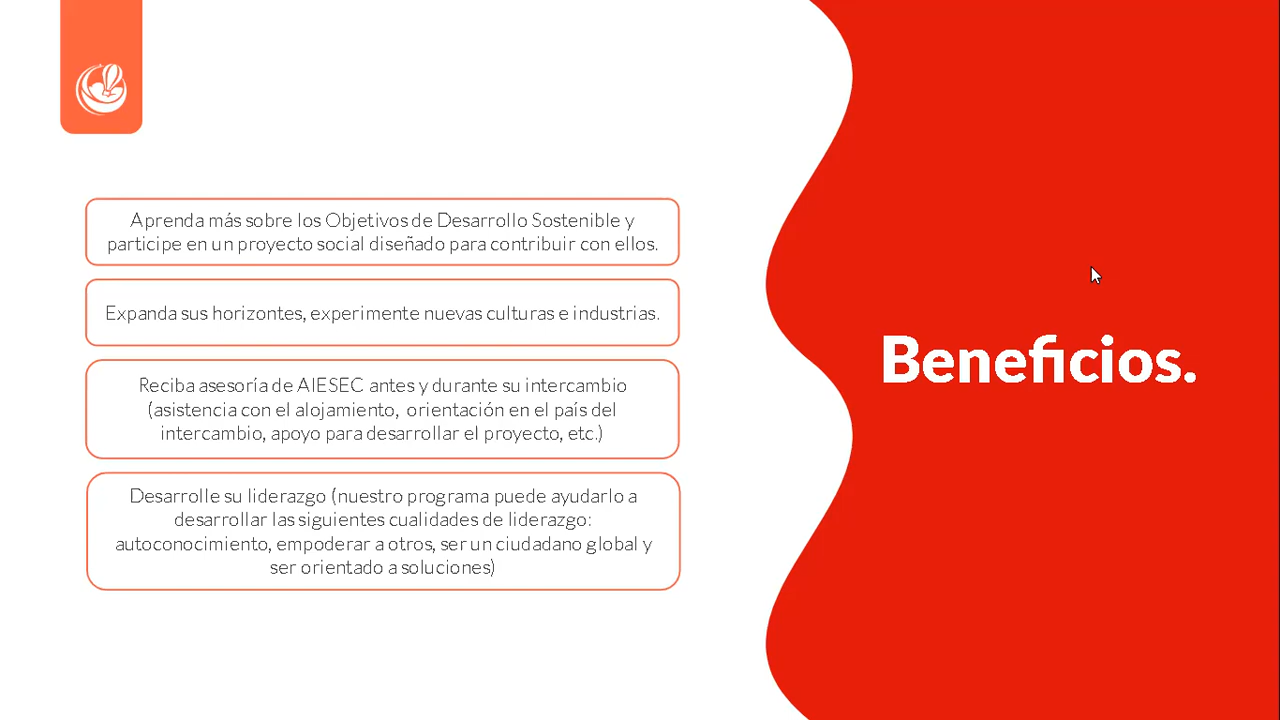 Aprenda más sobre los Objetivos de Desarrollo Sostenible y
participe en un proyecto social diseñado para contribuir con ellos.
Expanda sus horizontes, experimente nuevas culturas e industrias.
Reciba asesoría de AIESEC antes y durante su intercambio
(asistencia con el alojamiento, orientación en el país del
intercambio, apoyo para desarrollar el proyecto, etc.)
Desarrolle su liderazgo (nuestro programa puede ayudarlo a
desarrollar las siguientes cualidades de liderazgo:
autoconocimiento, empoderar a otros, ser un ciudadano global y
ser orientado a soluciones)
Beneficios.